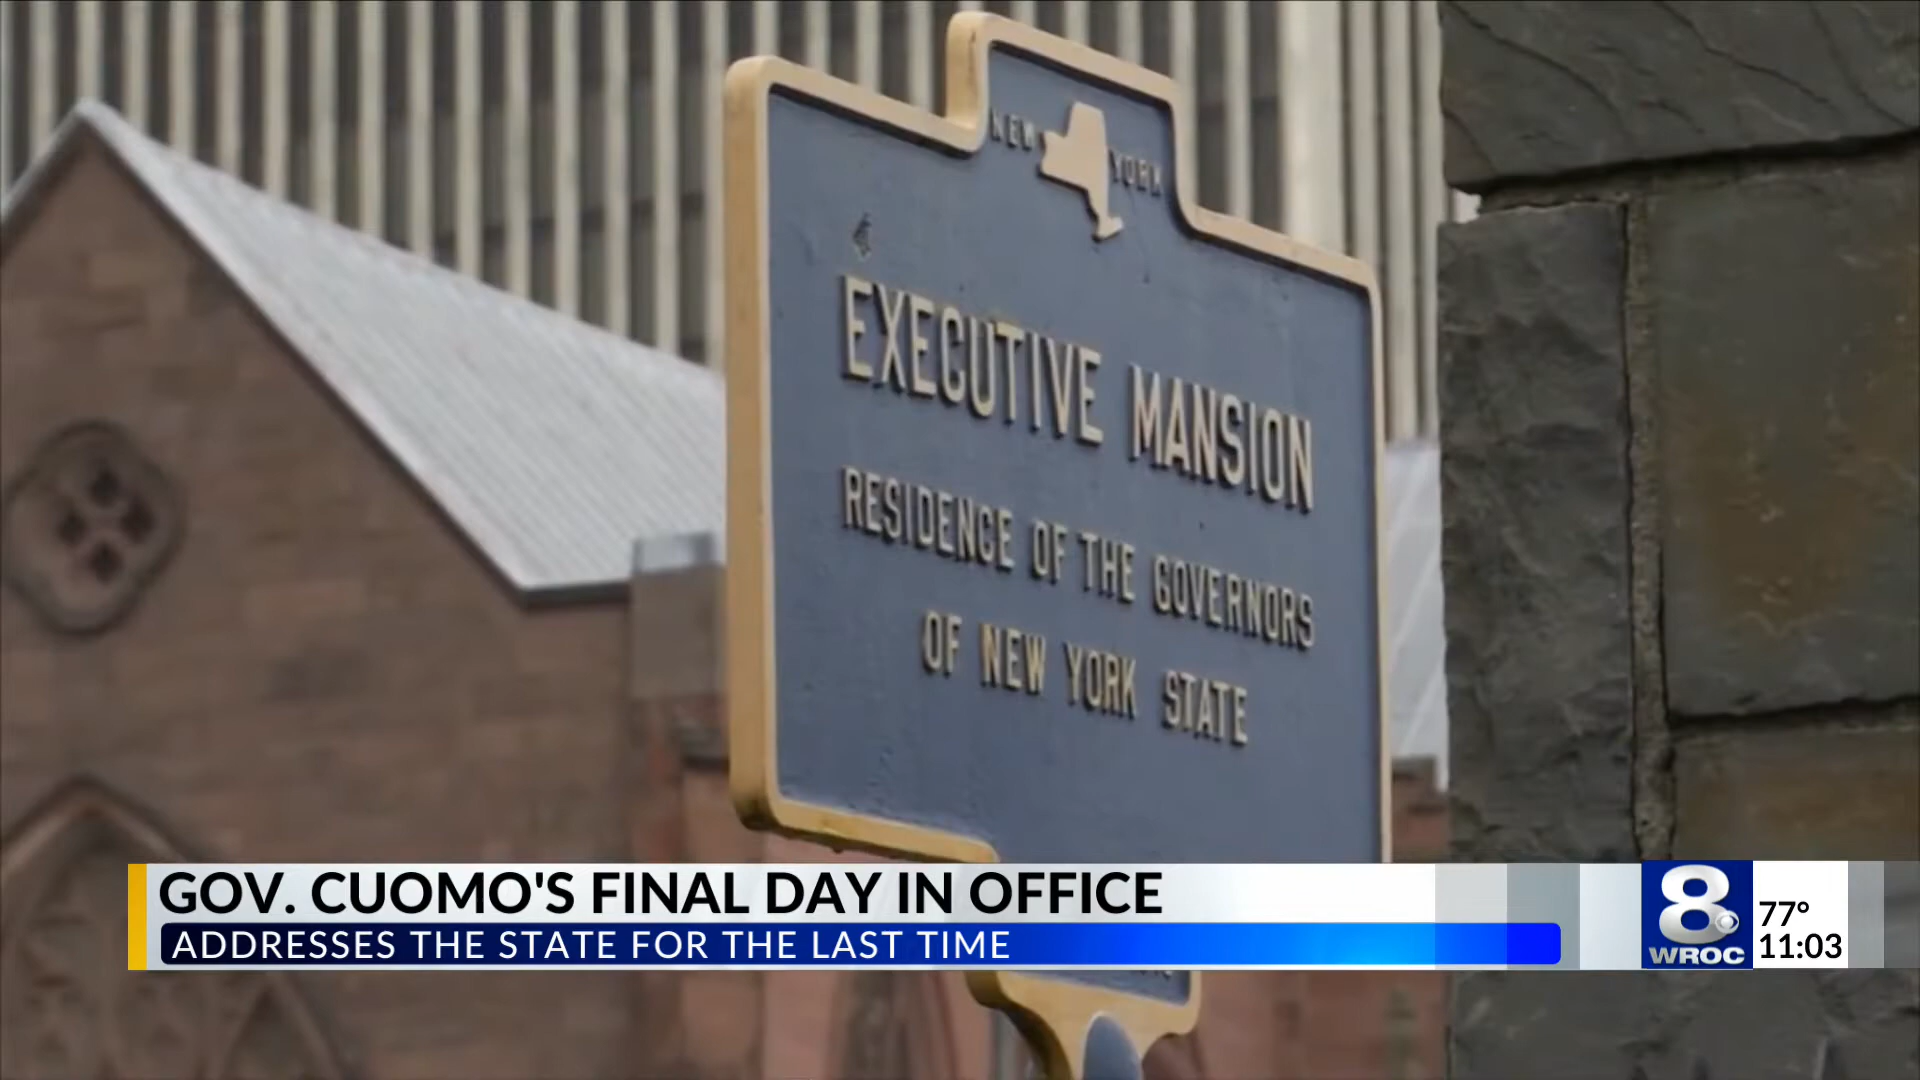 NEW YORK
EXECUTIVE MANSION
RESIDENCE OF THE GOVERNORS
OF NEW YORK STATE
GOV. CUOMO'S FINAL DAY IN OFFICE
ADDRESSES THE STATE FOR THE LAST TIME
8
WROC
77°
11:03